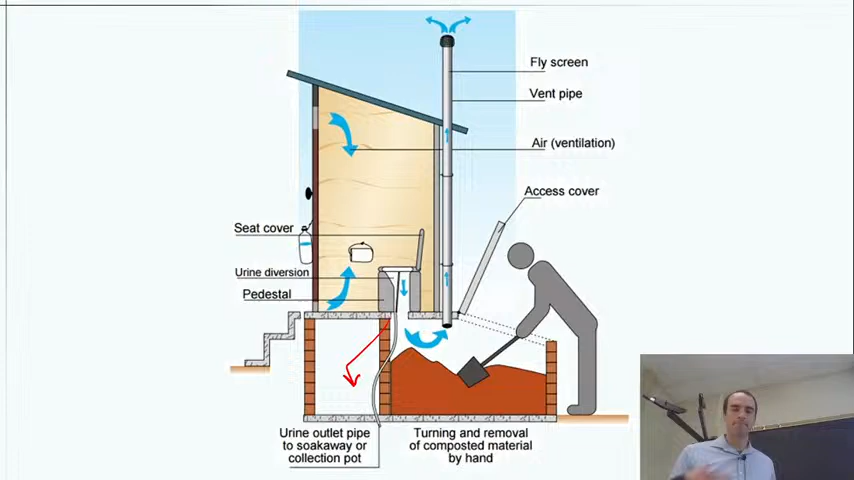 Fly screen
Vent pipe
Air (ventilation)
Access cover
Seat cover
Urine diversion
Pedestal
Urine outlet pipe
to soakaway or
collection pot
Turning and removal
of composted material
by hand